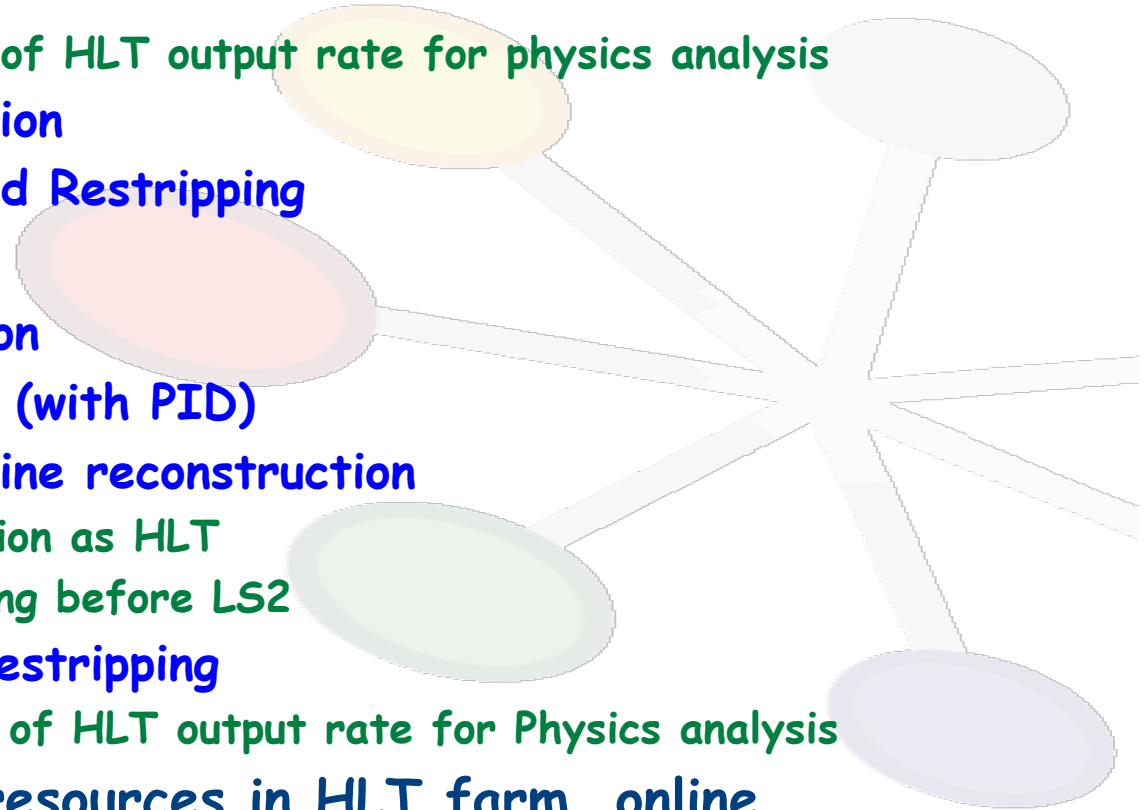 of HLT output rate for physics analysis
ion
d Restripping
on
(with PID)
ine reconstruction
ion as HLT
ng before LS2
estripping
of HLT output rate for Physics analysis
resources in HLT farm online